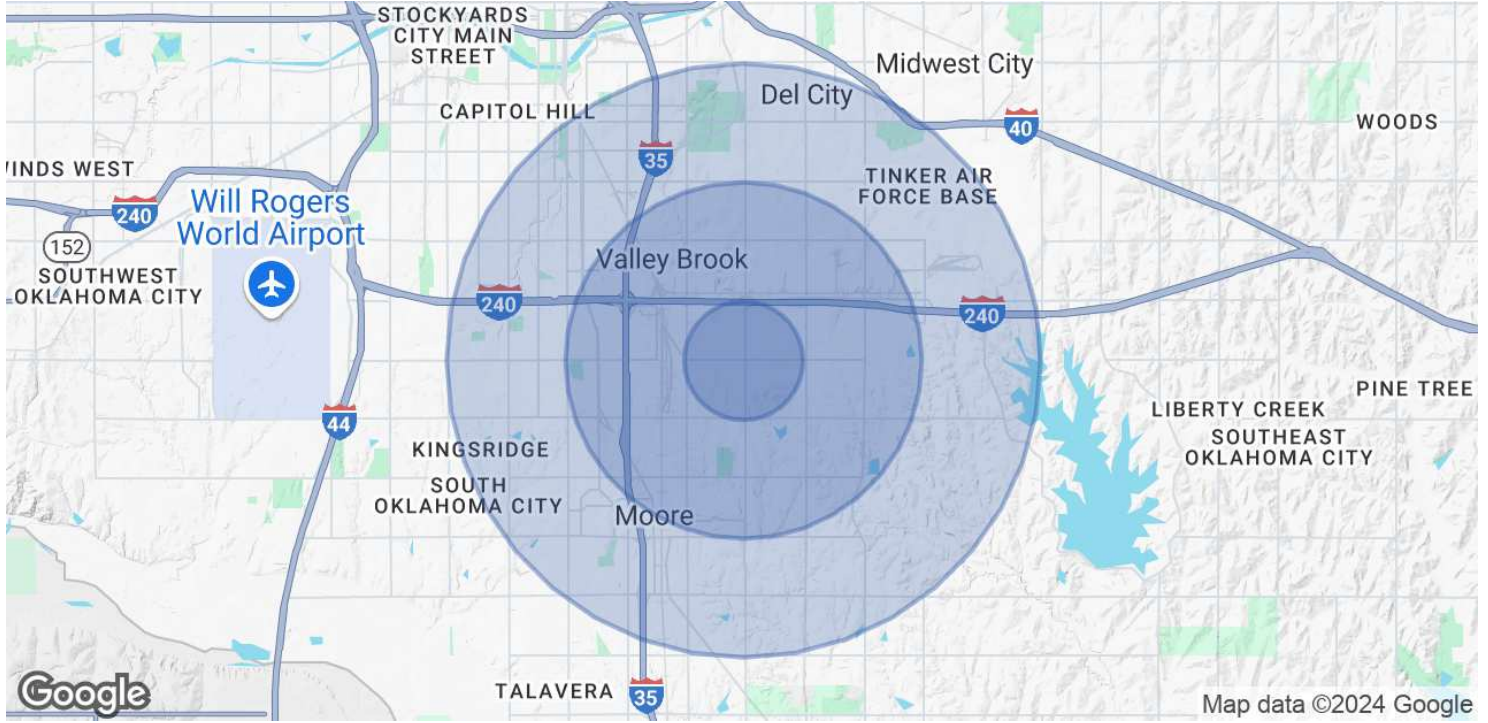 STOCKYARDS
CITY MAIN
STREET
Midwest City
Del City
CAPITOL HILL
40
WOODS
35
VINDS WEST
TINKER AIR
FORCE BASE
240
Will Rogers
World Airport
152
Valley Brook
SOUTHWEST
OKLAHOMA CITY
240
240
PINE TREE
LIBERTY CREEK
44
SOUTHEAST
OKLAHOMA CITY
KINGSRIDGE
SOUTH
OKLAHOMA CITY
Moore
TALAVERA
35
Google
Map data ©2024 Google